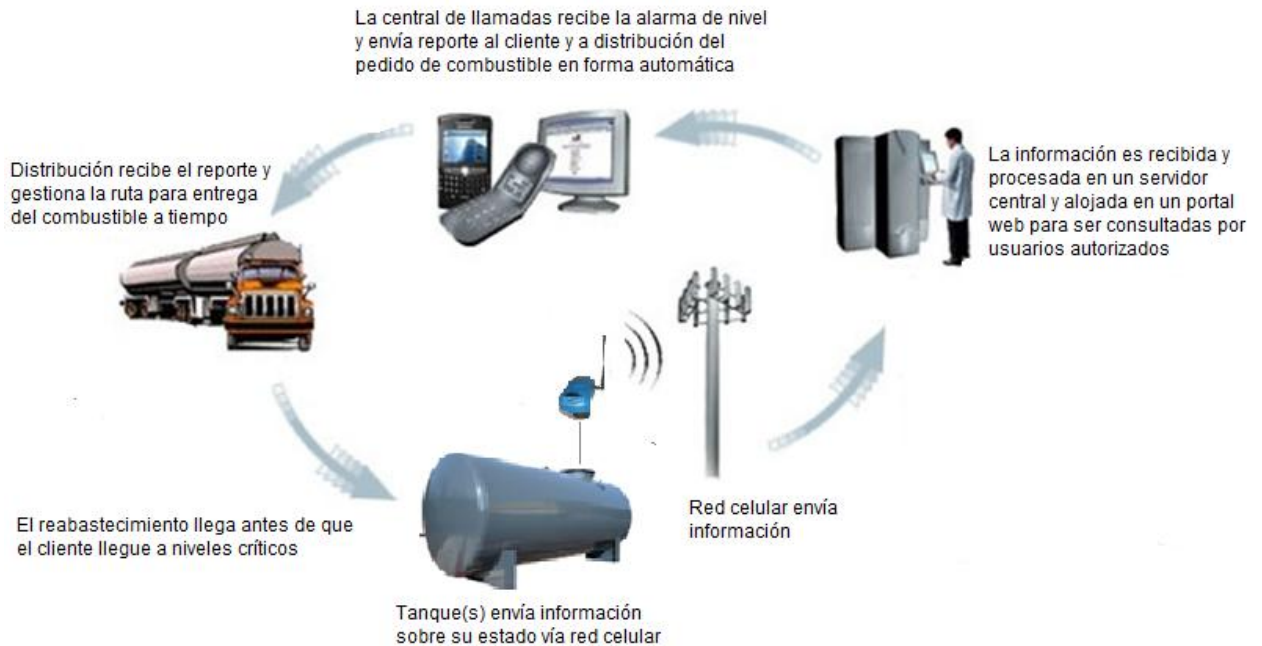 La central de llamadas recibe la alarma de nivel
y envía reporte al cliente y a distribución del
pedido de combustible en forma automática
Distribución recibe el reporte y
gestiona la ruta para entrega
del combustible a tiempo
La información es recibida y
procesada en un servidor
central y alojada en un portal
web para ser consultadas por
usuarios autorizados
El reabastecimiento llega antes de que
el cliente llegue a niveles críticos
Red celular envía
información
Tanque(s) envía información
sobre su estado vía red celular